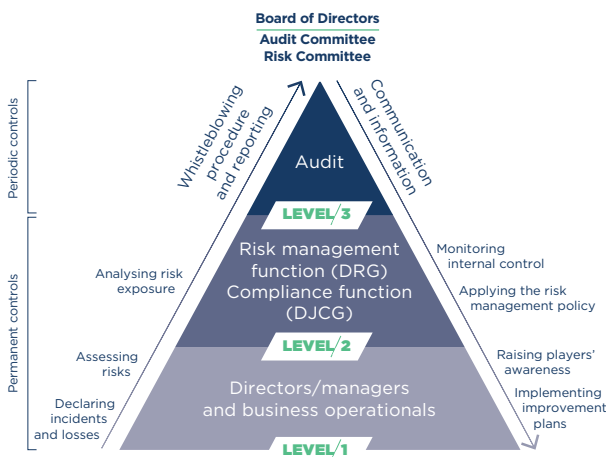 Board of Directors
Audit Committee
Risk Committee
Periodic controls
Whistleblowing
procedure
and reporting
Communication
and information
Audit
LEVEL/3
Permanent controls
Analysing risk
exposure
Assessing
risks
Declaring
incidents
and losses
Risk management
function (DRG)
Compliance function
(DJCG)
LEVEL/2
Directors/managers
and business operationals
LEVEL/1
Monitoring
internal control
Applying the risk
management policy
Raising players’
awareness
Implementing
improvement
plans